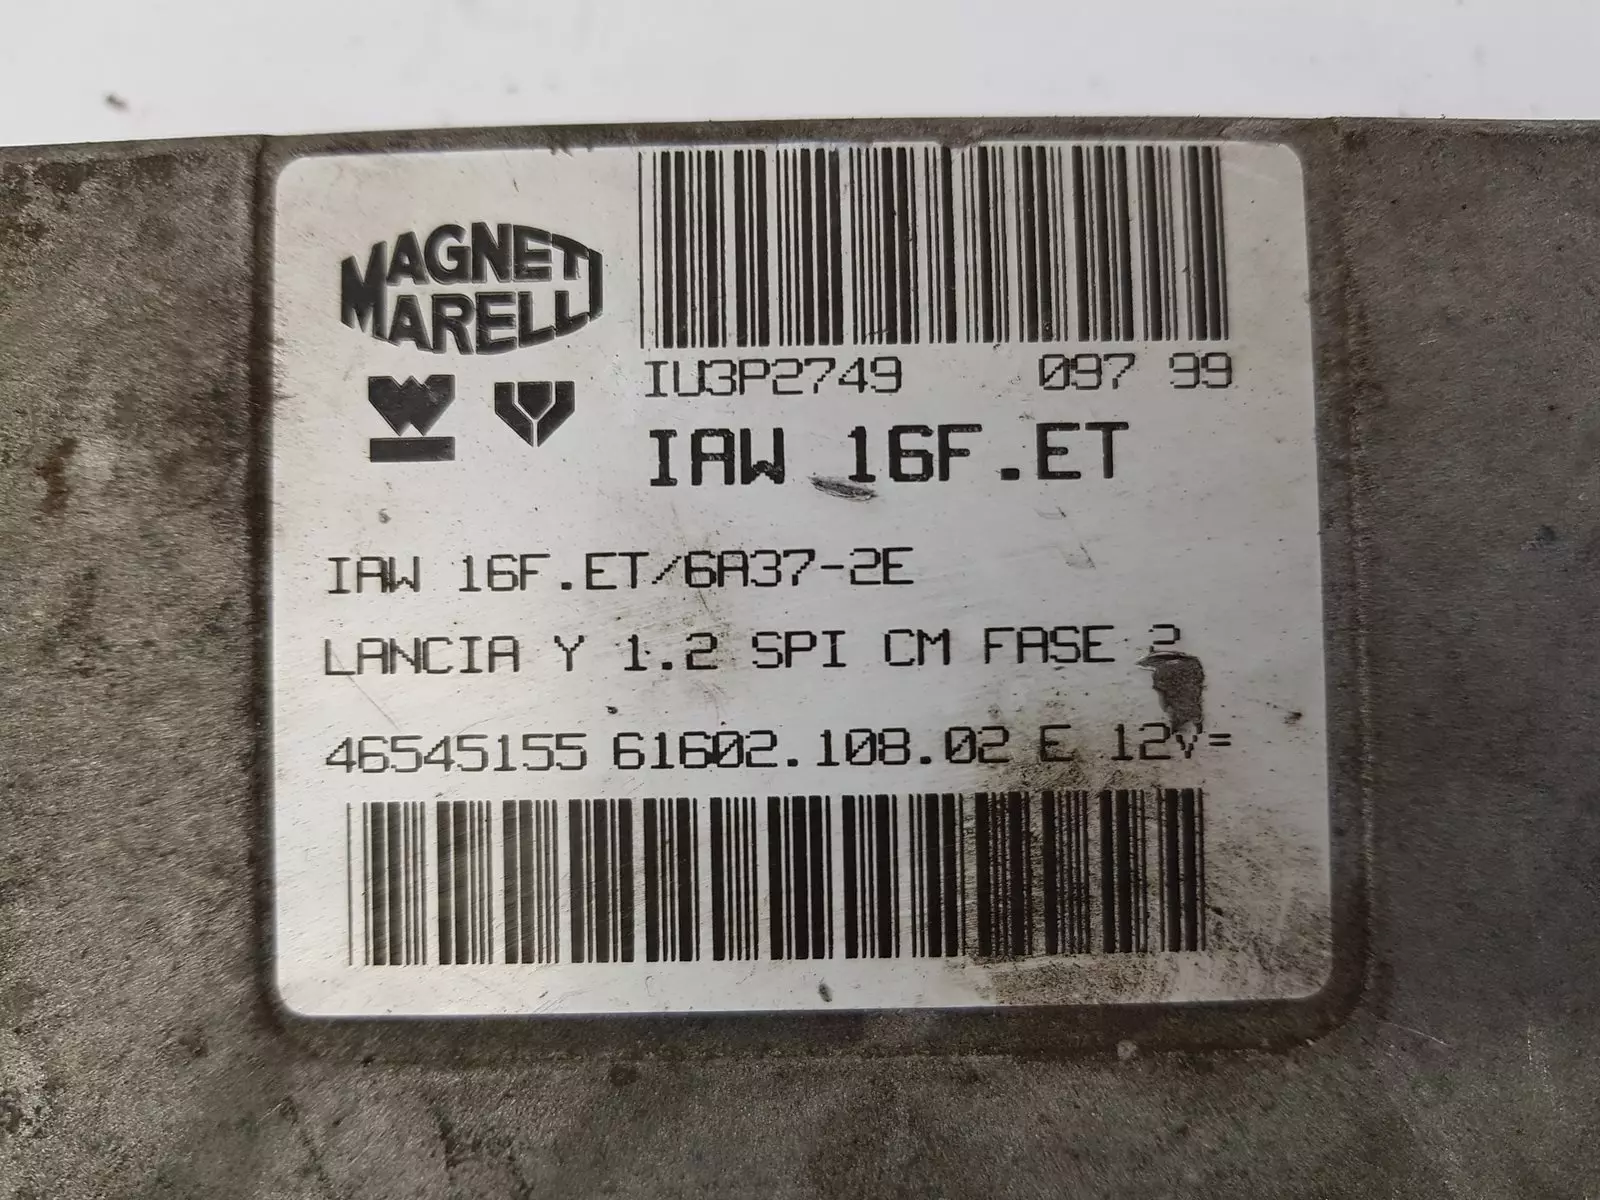 MAGNETI
MARELLI
IU3P2749 097 99
IAW 16F.ET
IAW 16F.ET/6A37-2E
LANCIA Y 1.2 SPI CM FASE 2
46545155 61602.108.02 E 12V=